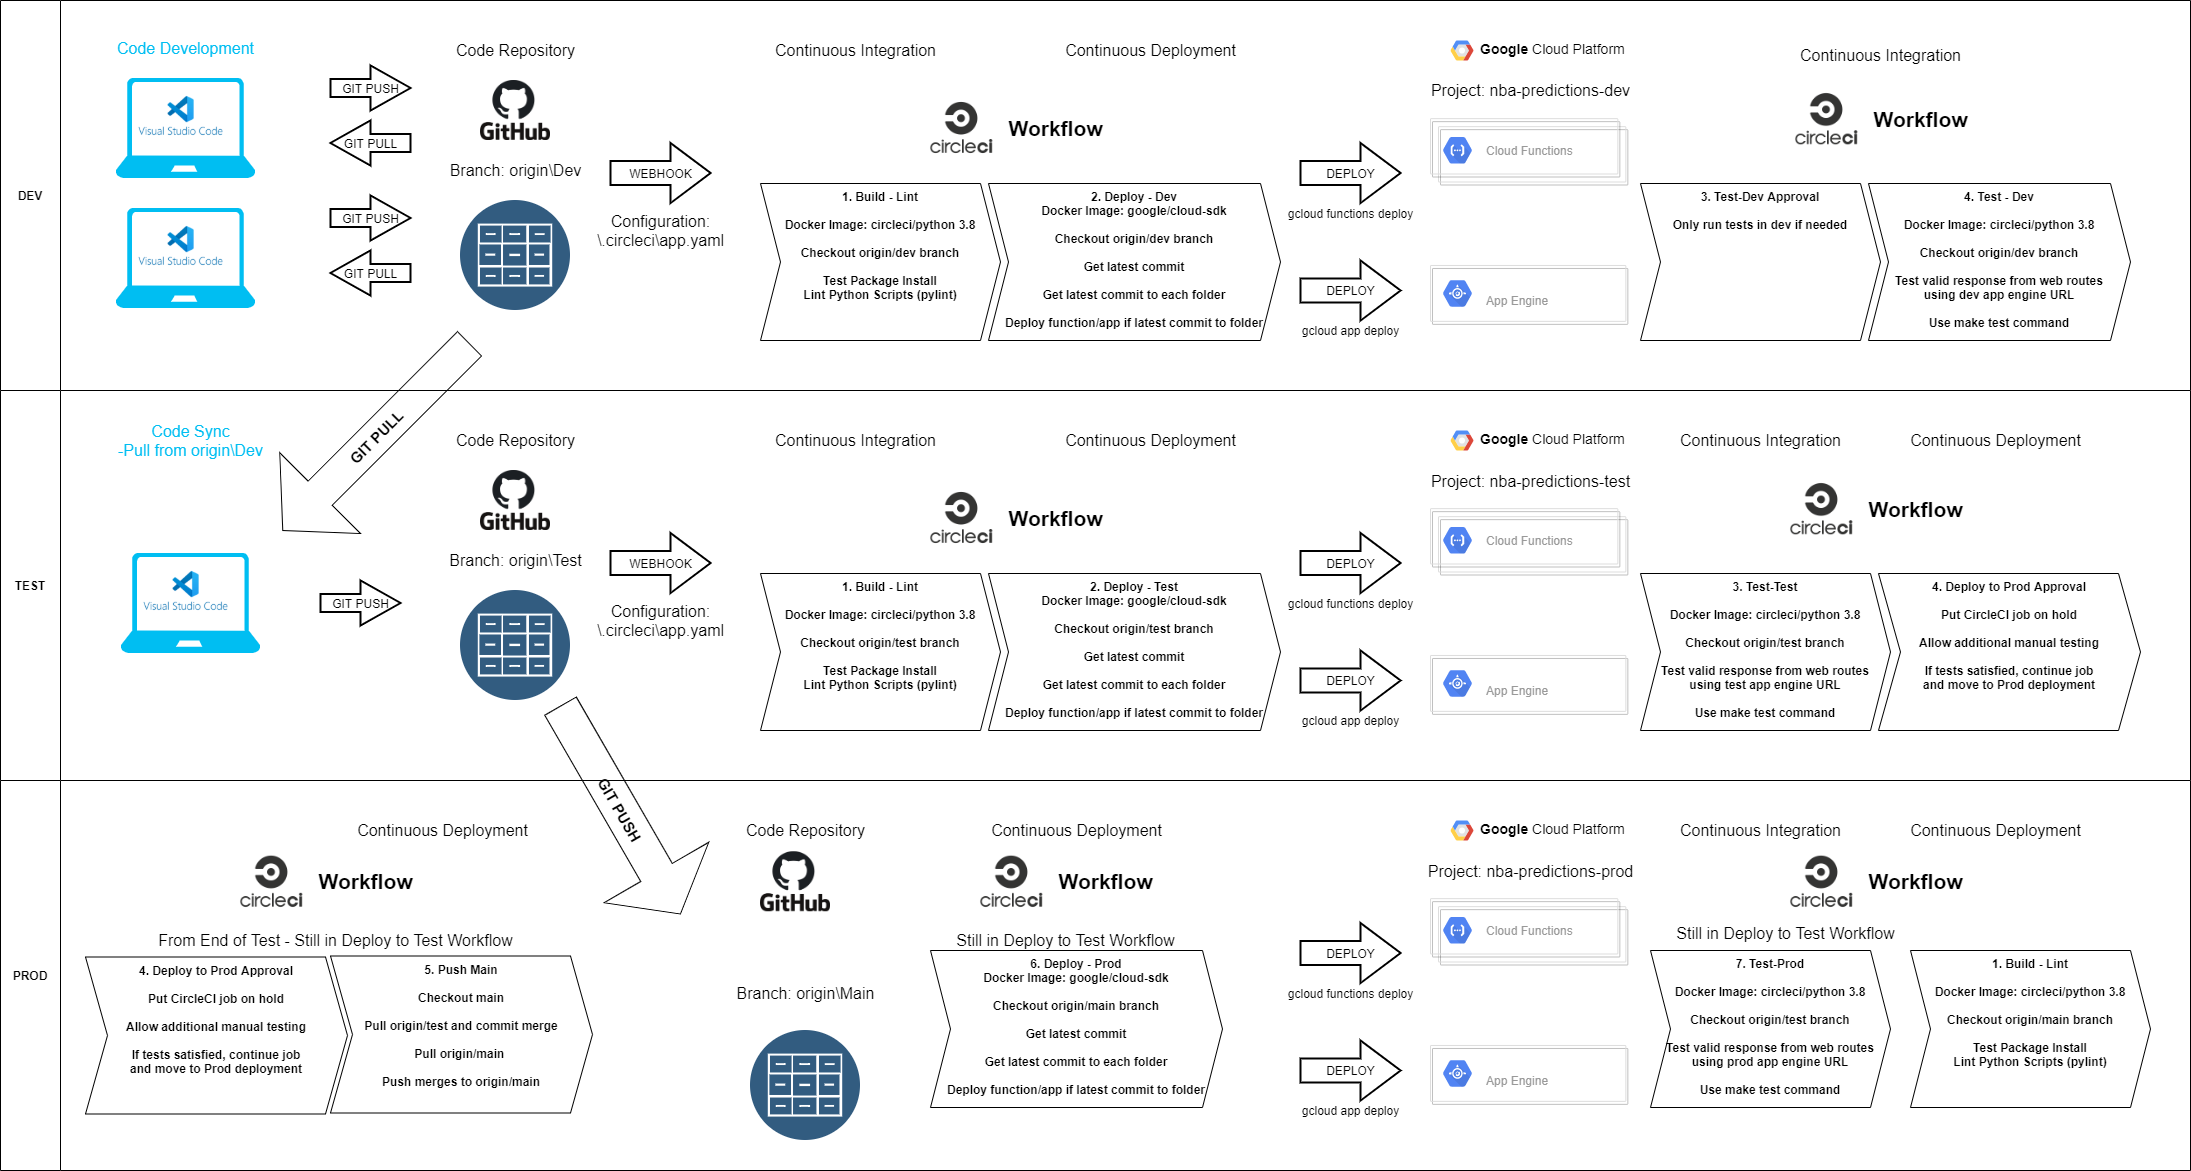 DEV
Code Development
Visual Studio Code
Visual Studio Code
GIT PUSH
GIT PULL
GIT PUSH
GIT PULL
Code Repository
GitHub
Branch: origin\Dev
WEBHOOK
Configuration:
\.circleci\app.yaml
Continuous Integration
Continuous Deployment
circleci
Workflow
1. Build - Lint
Docker Image: circleci/python 3.8
Checkout origin/dev branch
Test Package Install
Lint Python Scripts (pylint)
2. Deploy - Dev
Docker Image: google/cloud-sdk
Checkout origin/dev branch
Get latest commit
Get latest commit to each folder
Deploy function/app if latest commit to folder
DEPLOY
gcloud functions deploy
DEPLOY
gcloud app deploy
Google Cloud Platform
Project: nba-predictions-dev
Cloud Functions
App Engine
Continuous Integration
circleci
Workflow
3. Test-Dev Approval
Only run tests in dev if needed
4. Test - Dev
Docker Image: circleci/python 3.8
Checkout origin/dev branch
Test valid response from web routes
using dev app engine URL
Use make test command
GIT PULL
TEST
Code Sync
-Pull from origin\Dev
Visual Studio Code
GIT PUSH
Code Repository
GitHub
Branch: origin\Test
WEBHOOK
Configuration:
\.circleci\app.yaml
Continuous Integration
Continuous Deployment
circleci
Workflow
1. Build - Lint
Docker Image: circleci/python 3.8
Checkout origin/test branch
Test Package Install
Lint Python Scripts (pylint)
2. Deploy - Test
Docker Image: google/cloud-sdk
Checkout origin/test branch
Get latest commit
Get latest commit to each folder
Deploy function/app if latest commit to folder
DEPLOY
gcloud functions deploy
DEPLOY
gcloud app deploy
Google Cloud Platform
Project: nba-predictions-test
Cloud Functions
App Engine
Continuous Integration
Continuous Deployment
circleci
Workflow
3. Test-Test
Docker Image: circleci/python 3.8
Checkout origin/test branch
Test valid response from web routes
using test app engine URL
Use make test command
4. Deploy to Prod Approval
Put CircleCI job on hold
Allow additional manual testing
If tests satisfied, continue job
and move to Prod deployment
GIT PUSH
PROD
Continuous Deployment
circleci
Workflow
From End of Test - Still in Deploy to Test Workflow
4. Deploy to Prod Approval
Put CircleCI job on hold
Allow additional manual testing
If tests satisfied, continue job
and move to Prod deployment
5. Push Main
Checkout main
Pull origin/test and commit merge
Pull origin/main
Push merges to origin/main
Code Repository
GitHub
Branch: origin\Main
Continuous Deployment
circleci
Workflow
Still in Deploy to Test Workflow
6. Deploy - Prod
Docker Image: google/cloud-sdk
Checkout origin/main branch
Get latest commit
Get latest commit to each folder
Deploy function/app if latest commit to folder
DEPLOY
gcloud functions deploy
DEPLOY
gcloud app deploy
Google Cloud Platform
Project: nba-predictions-prod
Cloud Functions
App Engine
Continuous Integration
Continuous Deployment
circleci
Workflow
Still in Deploy to Test Workflow
7. Test-Prod
Docker Image: circleci/python 3.8
Checkout origin/test branch
Test valid response from web routes
using prod app engine URL
Use make test command
1. Build - Lint
Docker Image: circleci/python 3.8
Checkout origin/main branch
Test Package Install
Lint Python Scripts (pylint)